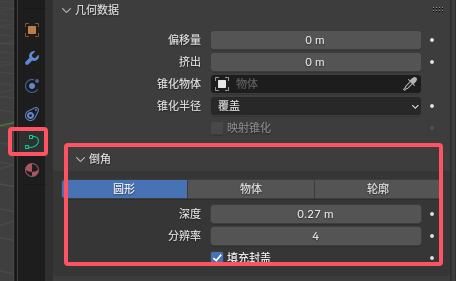 几何数据
偏移量 0 m
挤出 0 m
锥化物体 物体
锥化半径 覆盖
映射锥化
倒角
圆形 物体 轮廓
深度 0.27 m
分辨率 4
填充封盖